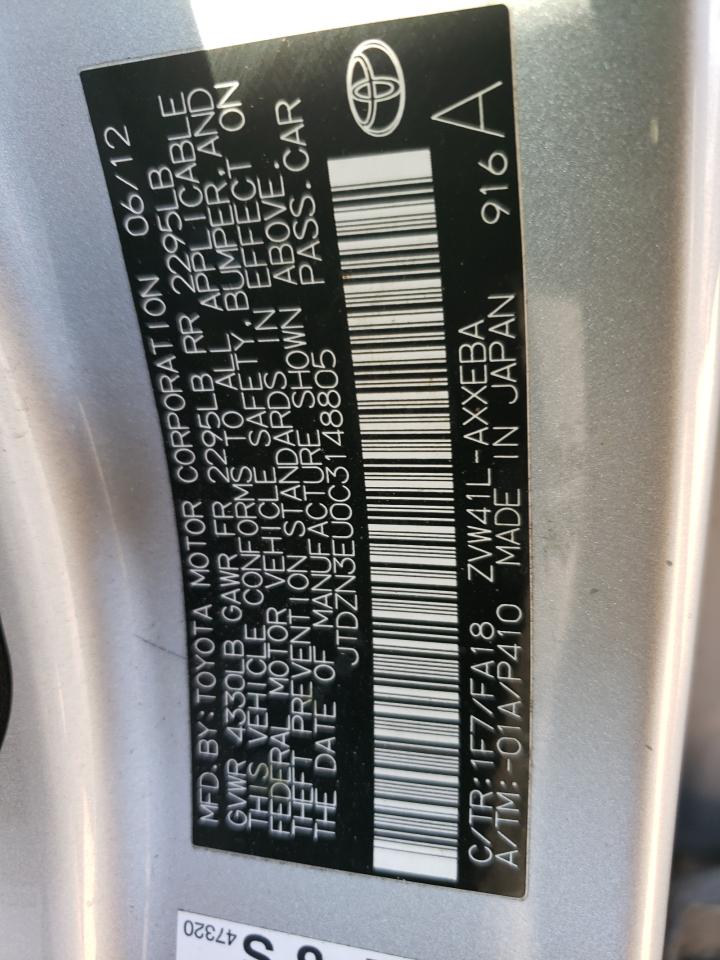 MFD. BY: TOYOTA MOTOR CORPORATION 06/12
GVWR 4330LB GAWR FR 2295LB RR 2295LB
THIS VEHICLE CONFORMS TO ALL APPLICABLE
FEDERAL MOTOR VEHICLE SAFETY, BUMPER, AND
THEFT PREVENTION STANDARDS IN EFFECT ON
THE DATE OF MANUFACTURE SHOWN ABOVE.
JTDZN3EU0C3148805 PASS. CAR
C/TR: 1F7/FA18 ZVW41L-AXXEBA 916 A
A/TM: -01A/P410 MADE IN JAPAN
47320